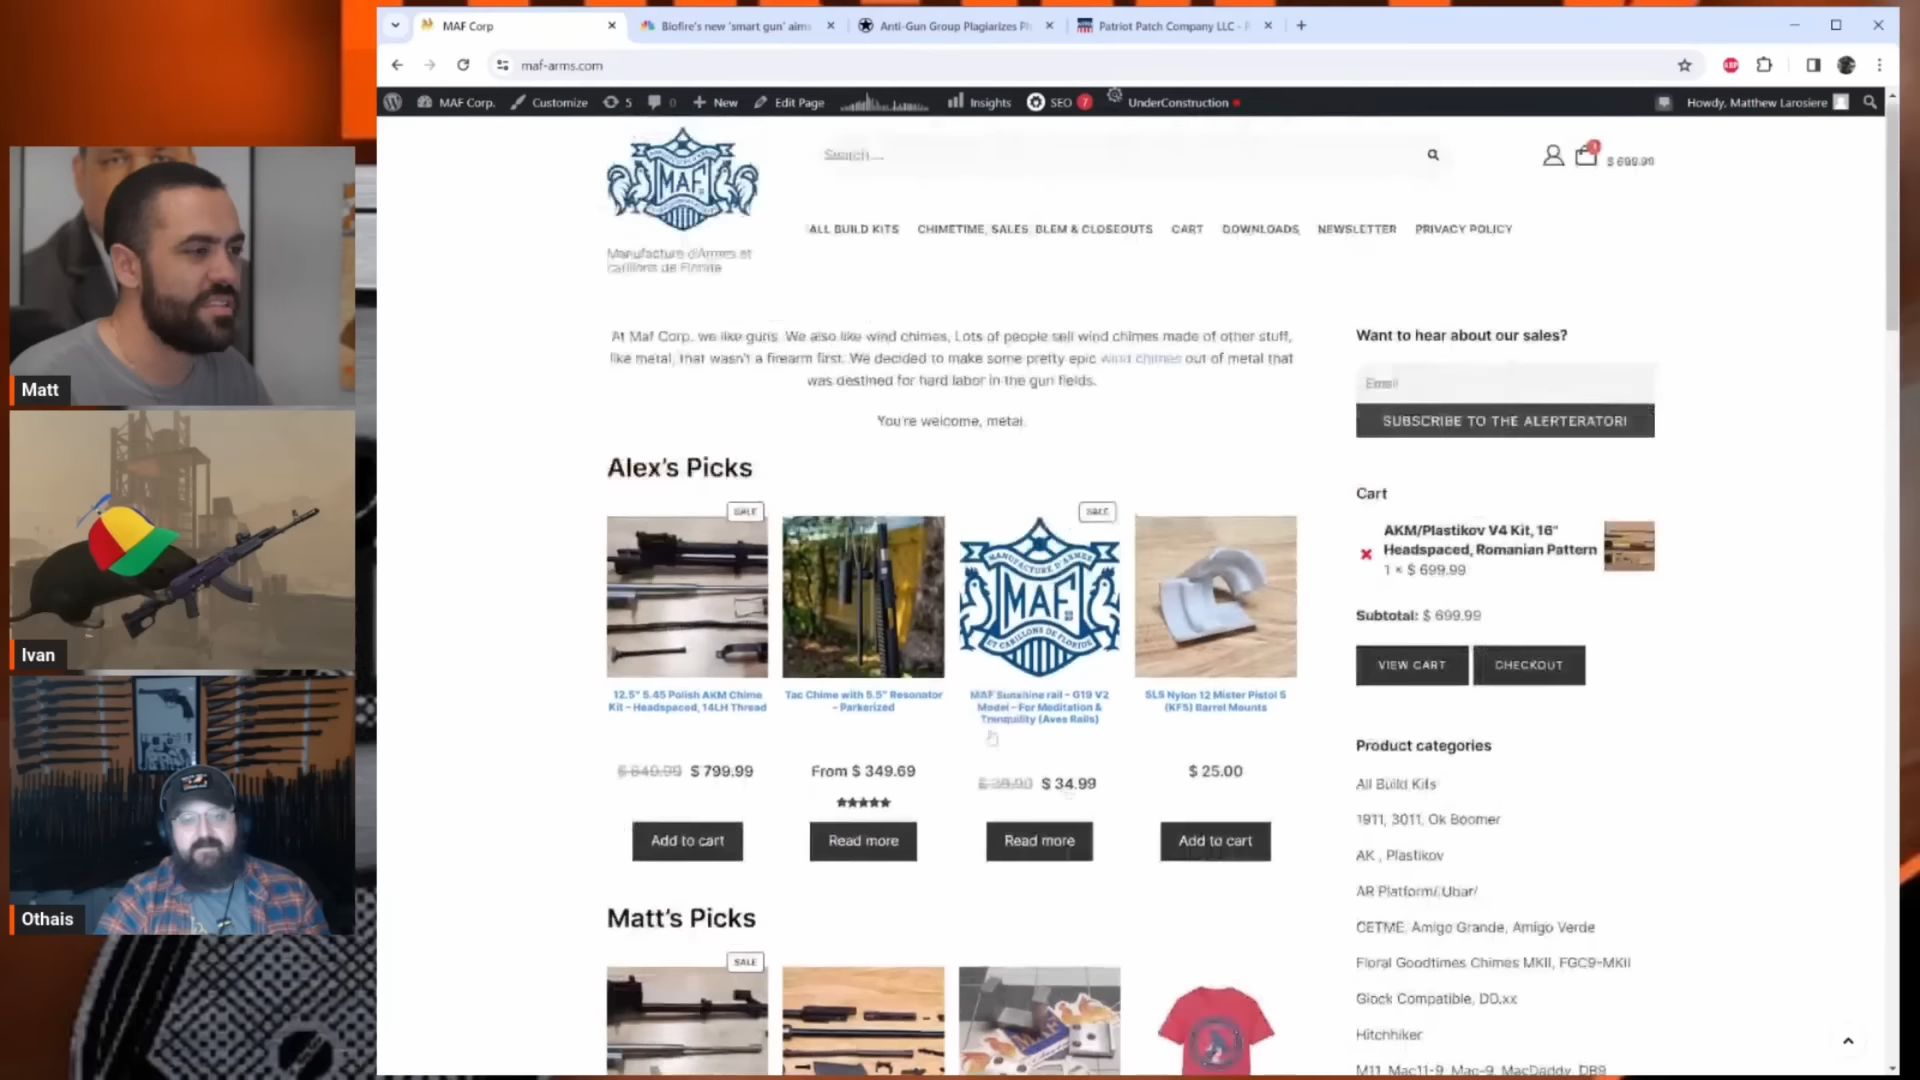 MAF Corp
Biofire's new 'smart gun' aims
Anti-Gun Group Plagiarizes Ph
Patriot Patch Company LLC - F
maf-arms.com
MAF Corp.
Customize
5
0
New
Edit Page
Insights
SEO
7
UnderConstruction
Howdy, Matthew Larosiere
MAF
Manufacture d'Armes et
carillons de Floride
Search …
$ 699.99
ALL BUILD KITS
CHIMETIME, SALES, BLEM & CLOSEOUTS
CART
DOWNLOADS
NEWSLETTER
PRIVACY POLICY
At Maf Corp, we like guns. We also like wind chimes, Lots of people sell wind chimes made of other stuff,
like metal, that wasn't a firearm first. We decided to make some pretty epic wind chimes out of metal that
was destined for hard labor in the gun fields.
You're welcome, metal.
Want to hear about our sales?
Email
SUBSCRIBE TO THE ALERTERATOR!
Alex's Picks
SALE
SALE
MANUFACTURE D'ARMES
MAF
ET CARILLONS DE FLORIDE
12.5" 5.45 Polish AKM Chime
Kit – Headspaced, 14LH Thread
Tac Chime with 5.5" Resonator
– Parkerized
MAF Sunshine rail – G19 V2
Model – For Meditation &
Tranquility (Aves Rails)
SLS Nylon 12 Mister Pistol 5
(KF5) Barrel Mounts
$ 799.99
From $ 349.69
★★★★★
$ 34.99
$ 25.00
Add to cart
Read more
Read more
Add to cart
Cart
AKM/Plastikov V4 Kit, 16"
Headspaced, Romanian Pattern
1 × $ 699.99
Subtotal: $ 699.99
VIEW CART
CHECKOUT
Product categories
All Build Kits
1911, 3011, Ok Boomer
AK , Plastikov
AR Platform/Ubar/
CETME, Amigo Grande, Amigo Verde
Floral Goodtimes Chimes MKII, FGC9-MKII
Glock Compatible, DD.xx
Hitchhiker
M11, Mac11-9, Mac-9, MacDaddy, DB9
Matt's Picks
SALE
Matt
Ivan
Othais